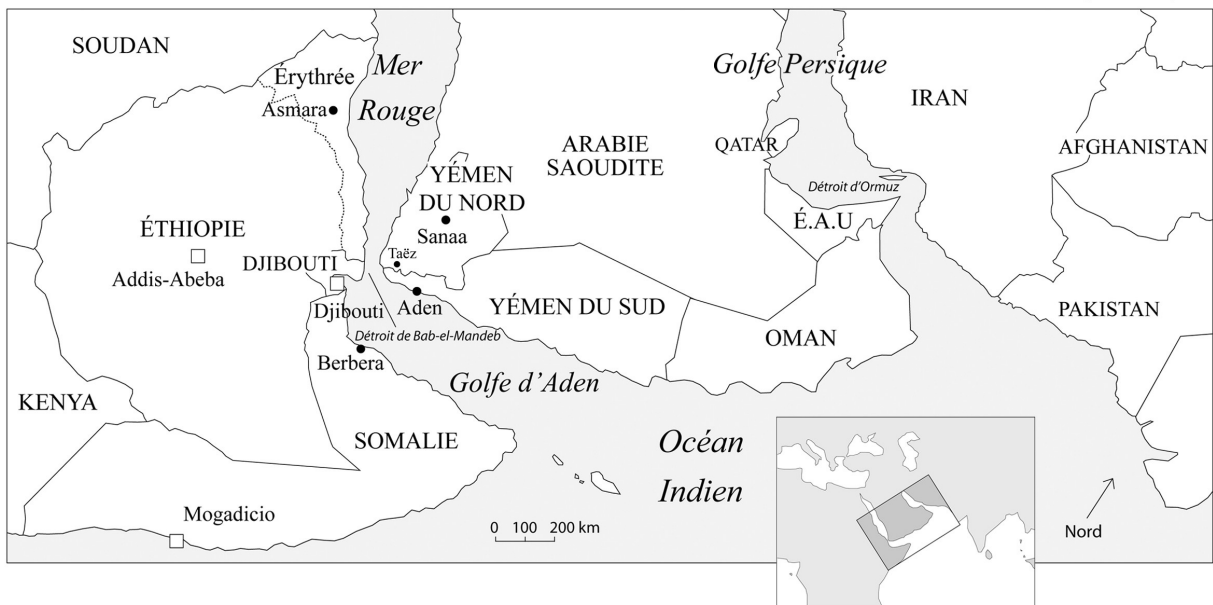 SOUDAN
Érythrée
Asmara
Mer
Rouge
Golfe Persique
IRAN
AFGHANISTAN
QATAR
ARABIE
SAOUDITE
Détroit d'Ormuz
YÉMEN
DU NORD
Sanaa
Taëz
É.A.U
ÉTHIOPIE
Addis-Abeba
DJIBOUTI
Djibouti
Aden
YÉMEN DU SUD
OMAN
PAKISTAN
Détroit de Bab-el-Mandeb
Berbera
Golfe d'Aden
KENYA
SOMALIE
Océan
Indien
Mogadicio
0 100 200 km
Nord